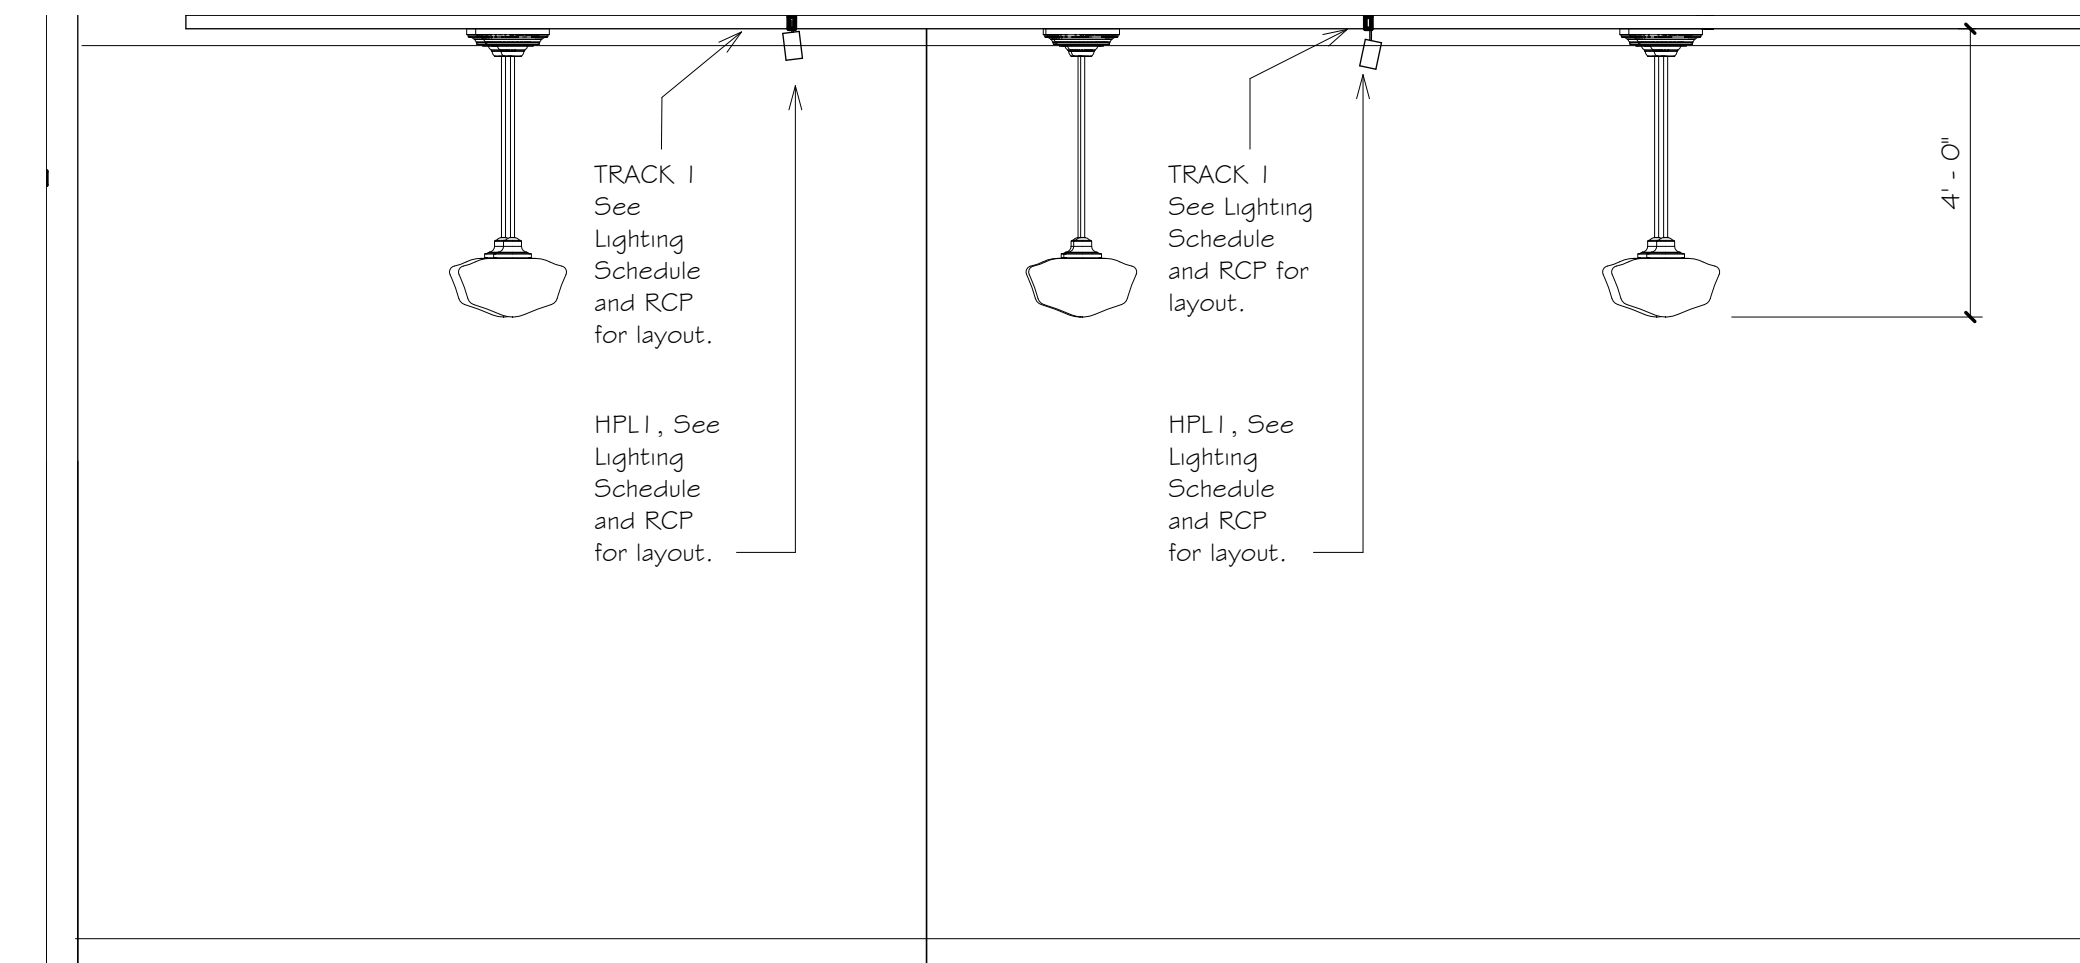 TRACK 1
See
Lighting
Schedule
and RCP
for layout.
HPL1, See
Lighting
Schedule
and RCP
for layout.
TRACK 1
See Lighting
Schedule
and RCP for
layout.
HPL1, See
Lighting
Schedule
and RCP
for layout.
4' - 0"